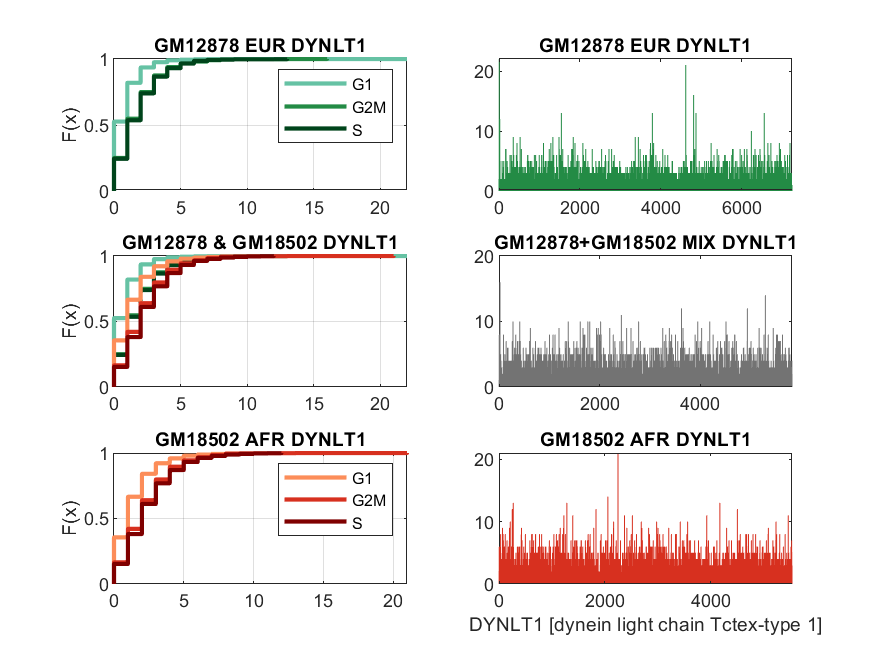 GM12878 EUR DYNLT1
F(x)
1
0.5
0
0 5 10 15 20
G1
G2M
S
GM12878 EUR DYNLT1
20
10
0
0 2000 4000 6000
GM12878 & GM18502 DYNLT1
F(x)
1
0.5
0
0 5 10 15 20
GM12878+GM18502 MIX DYNLT1
20
10
0
0 2000 4000
GM18502 AFR DYNLT1
F(x)
1
0.5
0
0 5 10 15 20
G1
G2M
S
GM18502 AFR DYNLT1
20
10
0
0 2000 4000
DYNLT1 [dynein light chain Tctex-type 1]